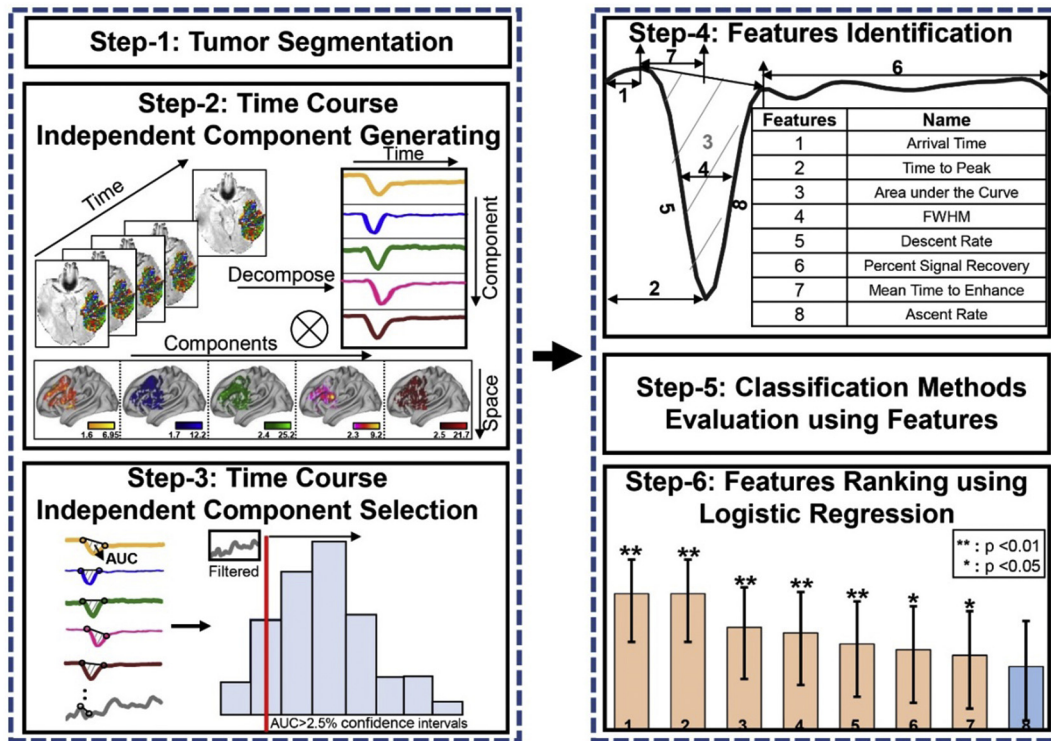 Step-1: Tumor Segmentation
Step-2: Time Course
Independent Component Generating
Time
Time
Component
Decompose
Components
Space
1.6 6.95
1.7 12.2
2.4 25.2
2.3 9.2
2.5 21.7
Step-3: Time Course
Independent Component Selection
AUC
Filtered
AUC>2.5% confidence intervals
Step-4: Features Identification
7
6
1
3
4
5
8
2
Features Name
1 Arrival Time
2 Time to Peak
3 Area under the Curve
4 FWHM
5 Descent Rate
6 Percent Signal Recovery
7 Mean Time to Enhance
8 Ascent Rate
Step-5: Classification Methods
Evaluation using Features
Step-6: Features Ranking using
Logistic Regression
** : p <0.01
* : p <0.05
** ** ** ** ** * *
1 2 3 4 5 6 7 8